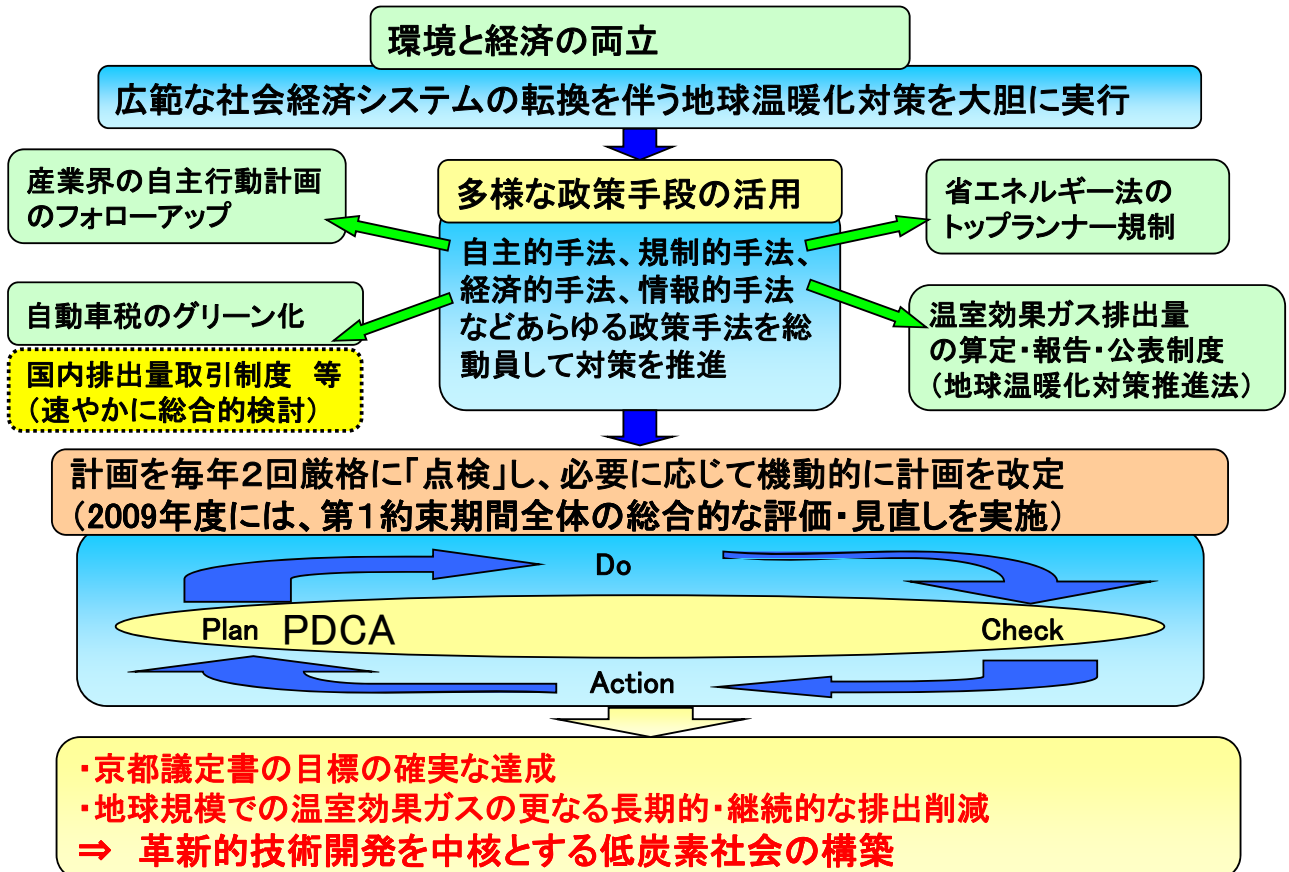 環境と経済の両立
広範な社会経済システムの転換を伴う地球温暖化対策を大胆に実行
産業界の自主行動計画
のフォローアップ
多様な政策手段の活用
省エネルギー法の
トップランナー規制
自主的手法、規制的手法、
経済的手法、情報的手法
などあらゆる政策手法を総
動員して対策を推進
自動車税のグリーン化
国内排出量取引制度　等
（速やかに総合的検討）
温室効果ガス排出量
の算定・報告・公表制度
（地球温暖化対策推進法）
計画を毎年２回厳格に「点検」し、必要に応じて機動的に計画を改定
（2009年度には、第１約束期間全体の総合的な評価・見直しを実施）
Do
Plan PDCA
Check
Action
・京都議定書の目標の確実な達成
・地球規模での温室効果ガスの更なる長期的・継続的な排出削減
⇒　革新的技術開発を中核とする低炭素社会の構築